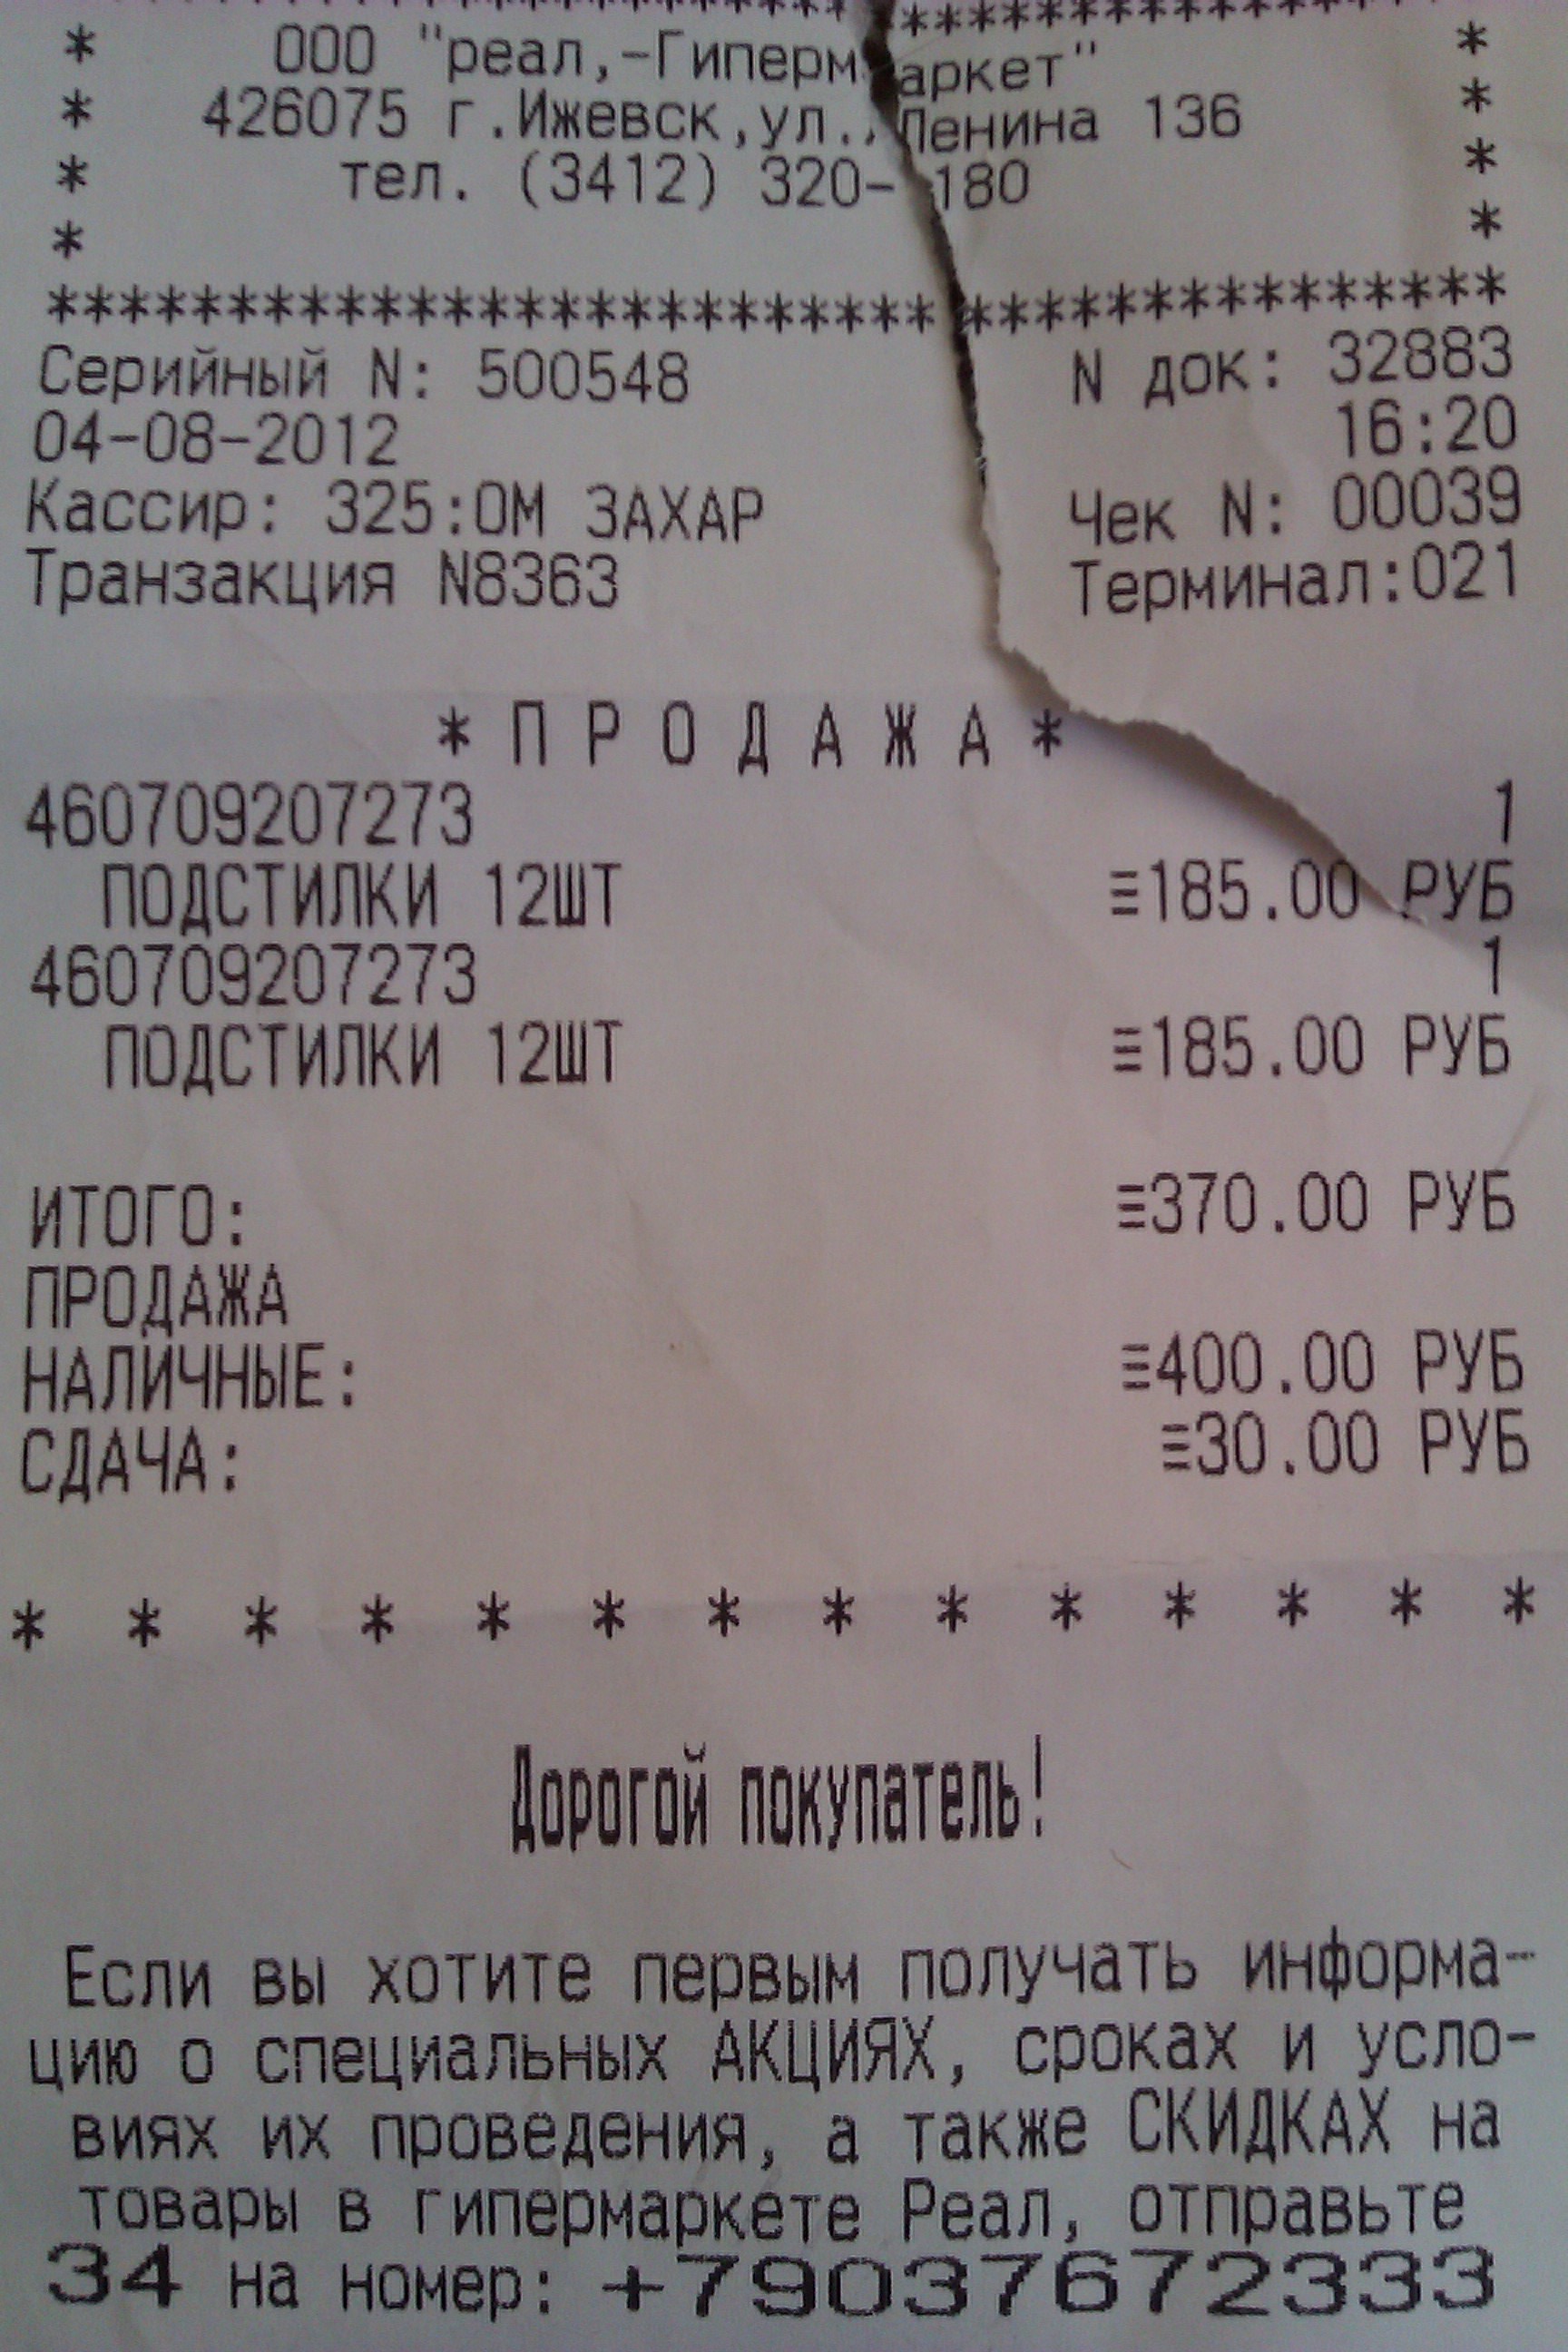 ****************************************
* ООО "реал,-Гипермаркет" *
* 426075 г.Ижевск,ул.,Ленина 136 *
* тел. (3412) 320-180 *
* *
****************************************
Серийный N: 500548 N док: 32883
04-08-2012 16:20
Кассир: 325:ОМ ЗАХАР Чек N: 00039
Транзакция N8363 Терминал:021
* П Р О Д А Ж А *
460709207273 1
ПОДСТИЛКИ 12ШТ ≡185.00 РУБ
460709207273 1
ПОДСТИЛКИ 12ШТ ≡185.00 РУБ
ИТОГО: ≡370.00 РУБ
ПРОДАЖА
НАЛИЧНЫЕ: ≡400.00 РУБ
СДАЧА: ≡30.00 РУБ
* * * * * * * * * * * * * *
Дорогой покупатель!
Если вы хотите первым получать информа-
цию о специальных АКЦИЯХ, сроках и усло-
виях их проведения, а также СКИДКАХ на
товары в гипермаркете Реал, отправьте
34 на номер: +79037672333